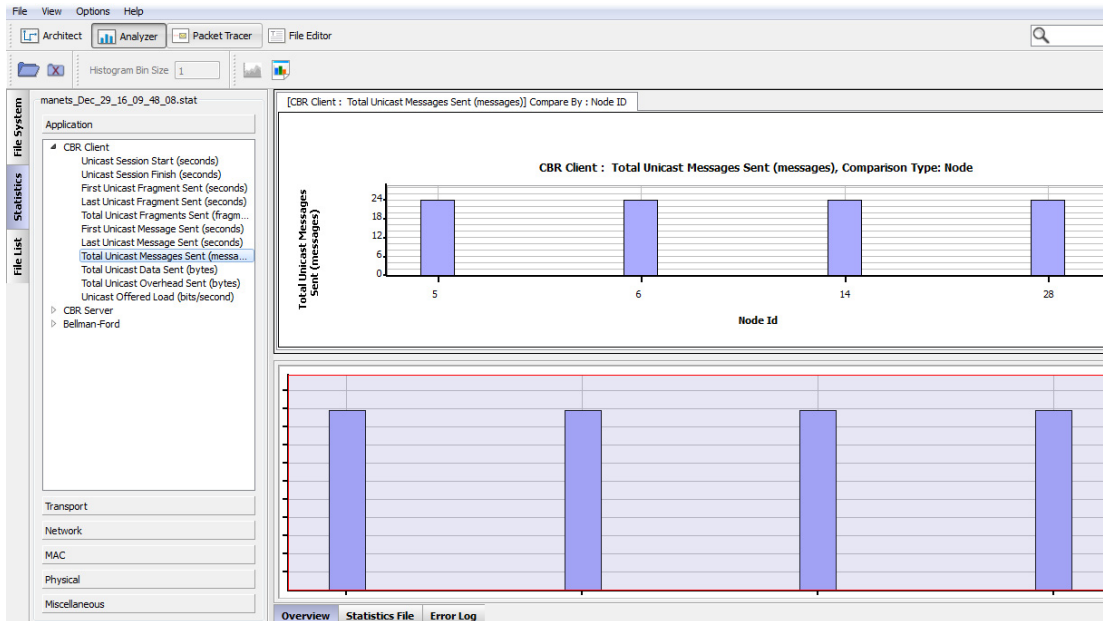 File View Options Help
Architect Analyzer Packet Tracer File Editor
Histogram Bin Size 1
File System
Statistics
File List
manets_Dec_29_16_09_48_08.stat
Application
CBR Client
Unicast Session Start (seconds)
Unicast Session Finish (seconds)
First Unicast Fragment Sent (seconds)
Last Unicast Fragment Sent (seconds)
Total Unicast Fragments Sent (fragm...
First Unicast Message Sent (seconds)
Last Unicast Message Sent (seconds)
Total Unicast Messages Sent (messa...
Total Unicast Data Sent (bytes)
Total Unicast Overhead Sent (bytes)
Unicast Offered Load (bits/second)
CBR Server
Bellman-Ford
Transport
Network
MAC
Physical
Miscellaneous
[CBR Client : Total Unicast Messages Sent (messages)] Compare By : Node ID
CBR Client : Total Unicast Messages Sent (messages), Comparison Type: Node
Total Unicast Messages
Sent (messages)
24
18
12
6
0
5 6 14 28
Node Id
Overview Statistics File Error Log